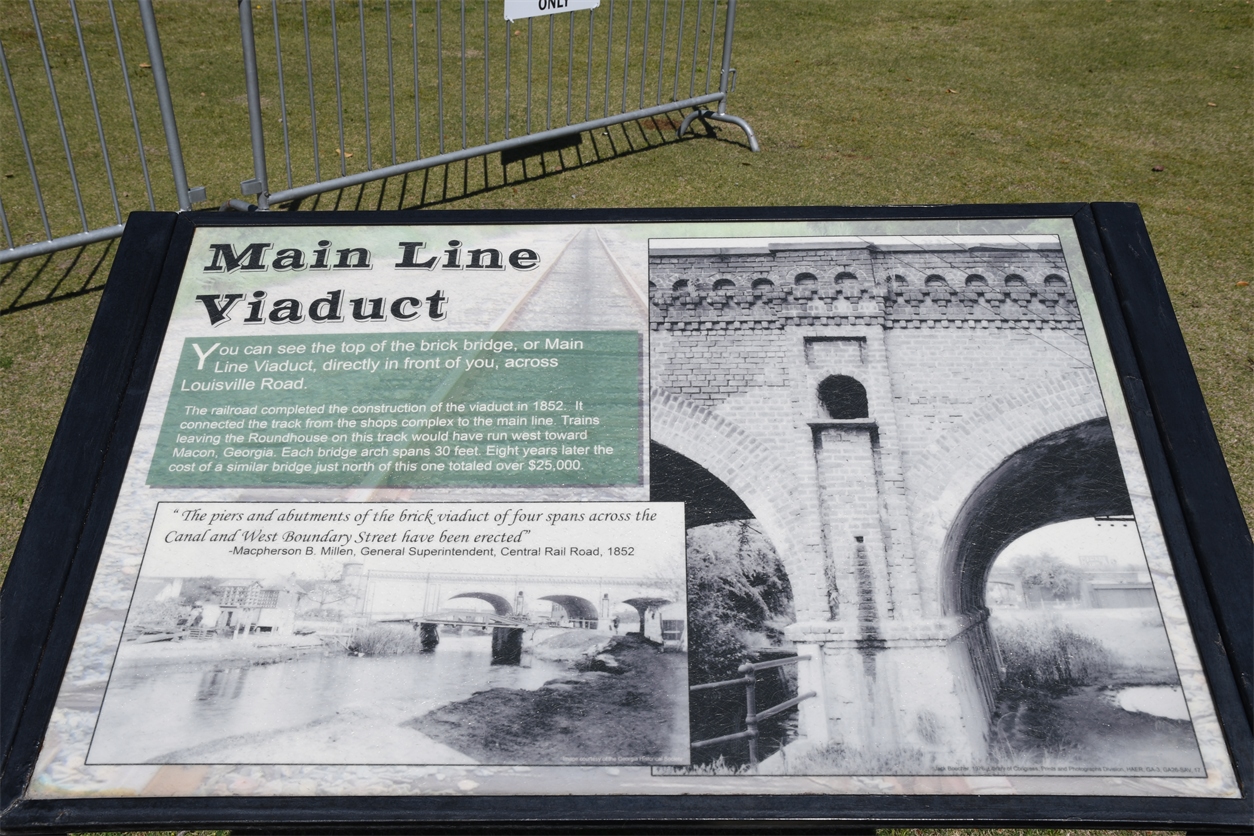 ONLY
Main Line
Viaduct
You can see the top of the brick bridge, or Main
Line Viaduct, directly in front of you, across
Louisville Road.
The railroad completed the construction of the viaduct in 1852. It
connected the track from the shops complex to the main line. Trains
leaving the Roundhouse on this track would have run west toward
Macon, Georgia. Each bridge arch spans 30 feet. Eight years later the
cost of a similar bridge just north of this one totaled over $25,000.
“ The piers and abutments of the brick viaduct of four spans across the
Canal and West Boundary Street have been erected”
-Macpherson B. Millen, General Superintendent, Central Rail Road, 1852